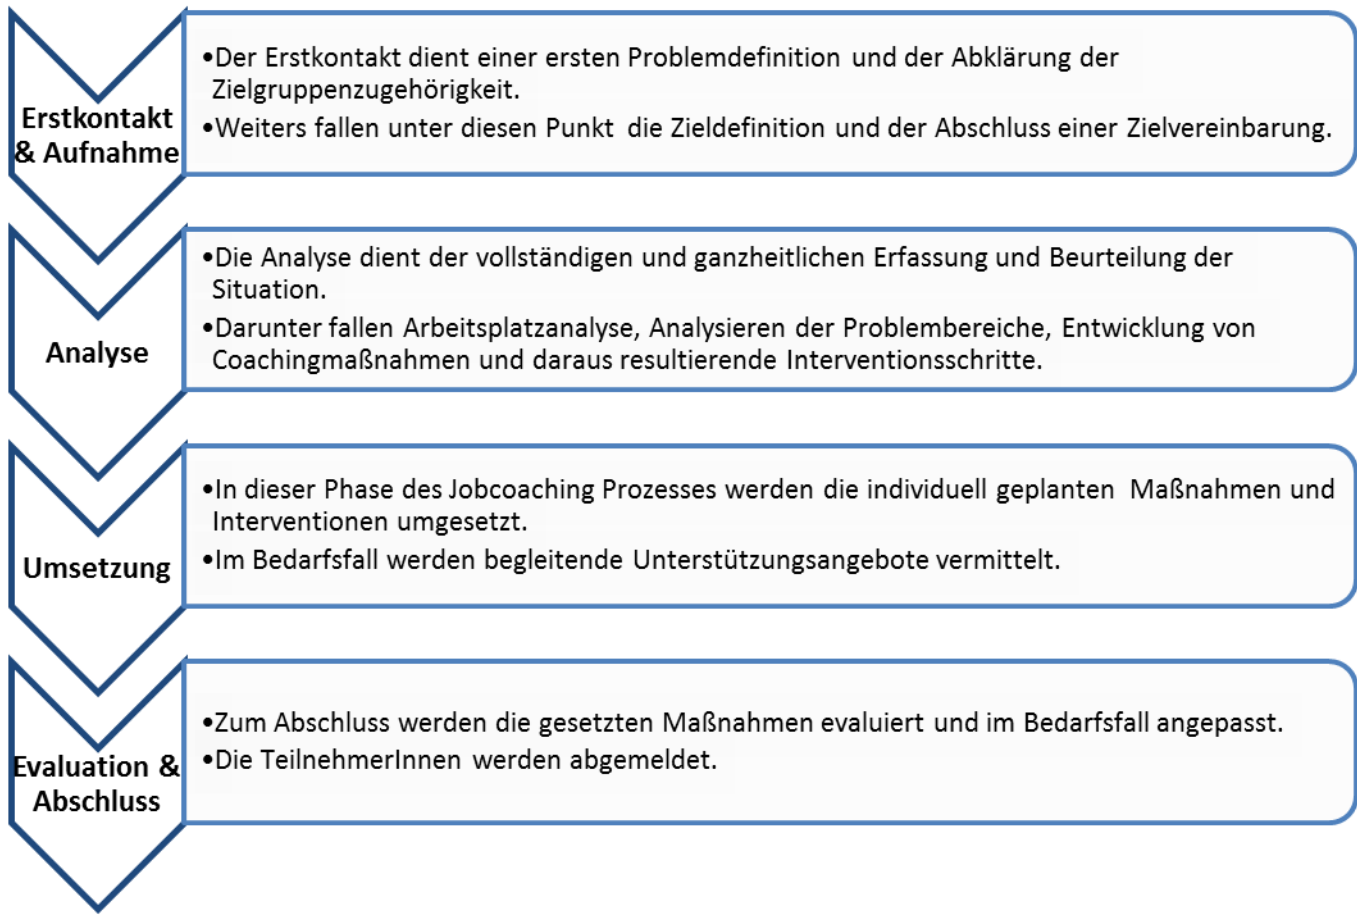 Erstkontakt
& Aufnahme
•Der Erstkontakt dient einer ersten Problemdefinition und der Abklärung der
Zielgruppenzugehörigkeit.
•Weiters fallen unter diesen Punkt die Zieldefinition und der Abschluss einer Zielvereinbarung.
Analyse
•Die Analyse dient der vollständigen und ganzheitlichen Erfassung und Beurteilung der
Situation.
•Darunter fallen Arbeitsplatzanalyse, Analysieren der Problembereiche, Entwicklung von
Coachingmaßnahmen und daraus resultierende Interventionsschritte.
Umsetzung
•In dieser Phase des Jobcoaching Prozesses werden die individuell geplanten Maßnahmen und
Interventionen umgesetzt.
•Im Bedarfsfall werden begleitende Unterstützungsangebote vermittelt.
Evaluation &
Abschluss
•Zum Abschluss werden die gesetzten Maßnahmen evaluiert und im Bedarfsfall angepasst.
•Die TeilnehmerInnen werden abgemeldet.